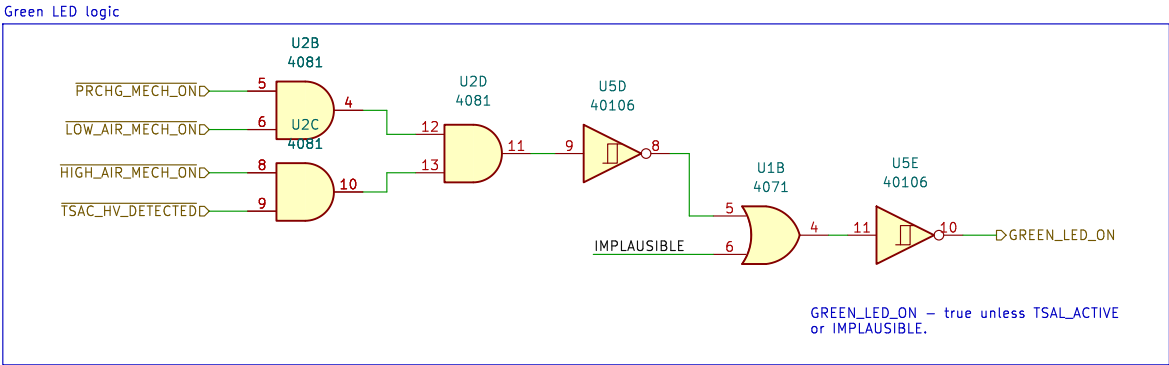 Green LED logic
U2B
4081
PRCHG_MECH_ON
5
4
LOW_AIR_MECH_ON
6
U2C
4081
HIGH_AIR_MECH_ON
8
10
TSAC_HV_DETECTED
9
U2D
4081
12
11
13
U5D
40106
9
8
U1B
4071
5
4
IMPLAUSIBLE
6
U5E
40106
11
10
GREEN_LED_ON
GREEN_LED_ON – true unless TSAL_ACTIVE
or IMPLAUSIBLE.